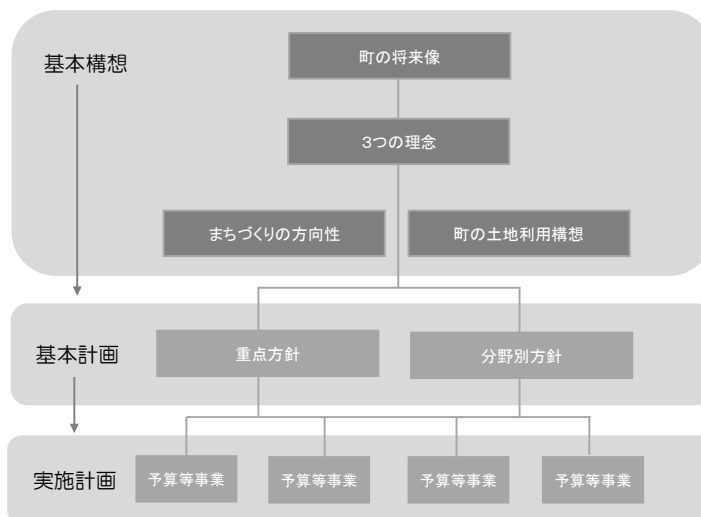 基本構想
町の将来像
3つの理念
まちづくりの方向性
町の土地利用構想
基本計画
重点方針
分野別方針
実施計画
予算等事業
予算等事業
予算等事業
予算等事業